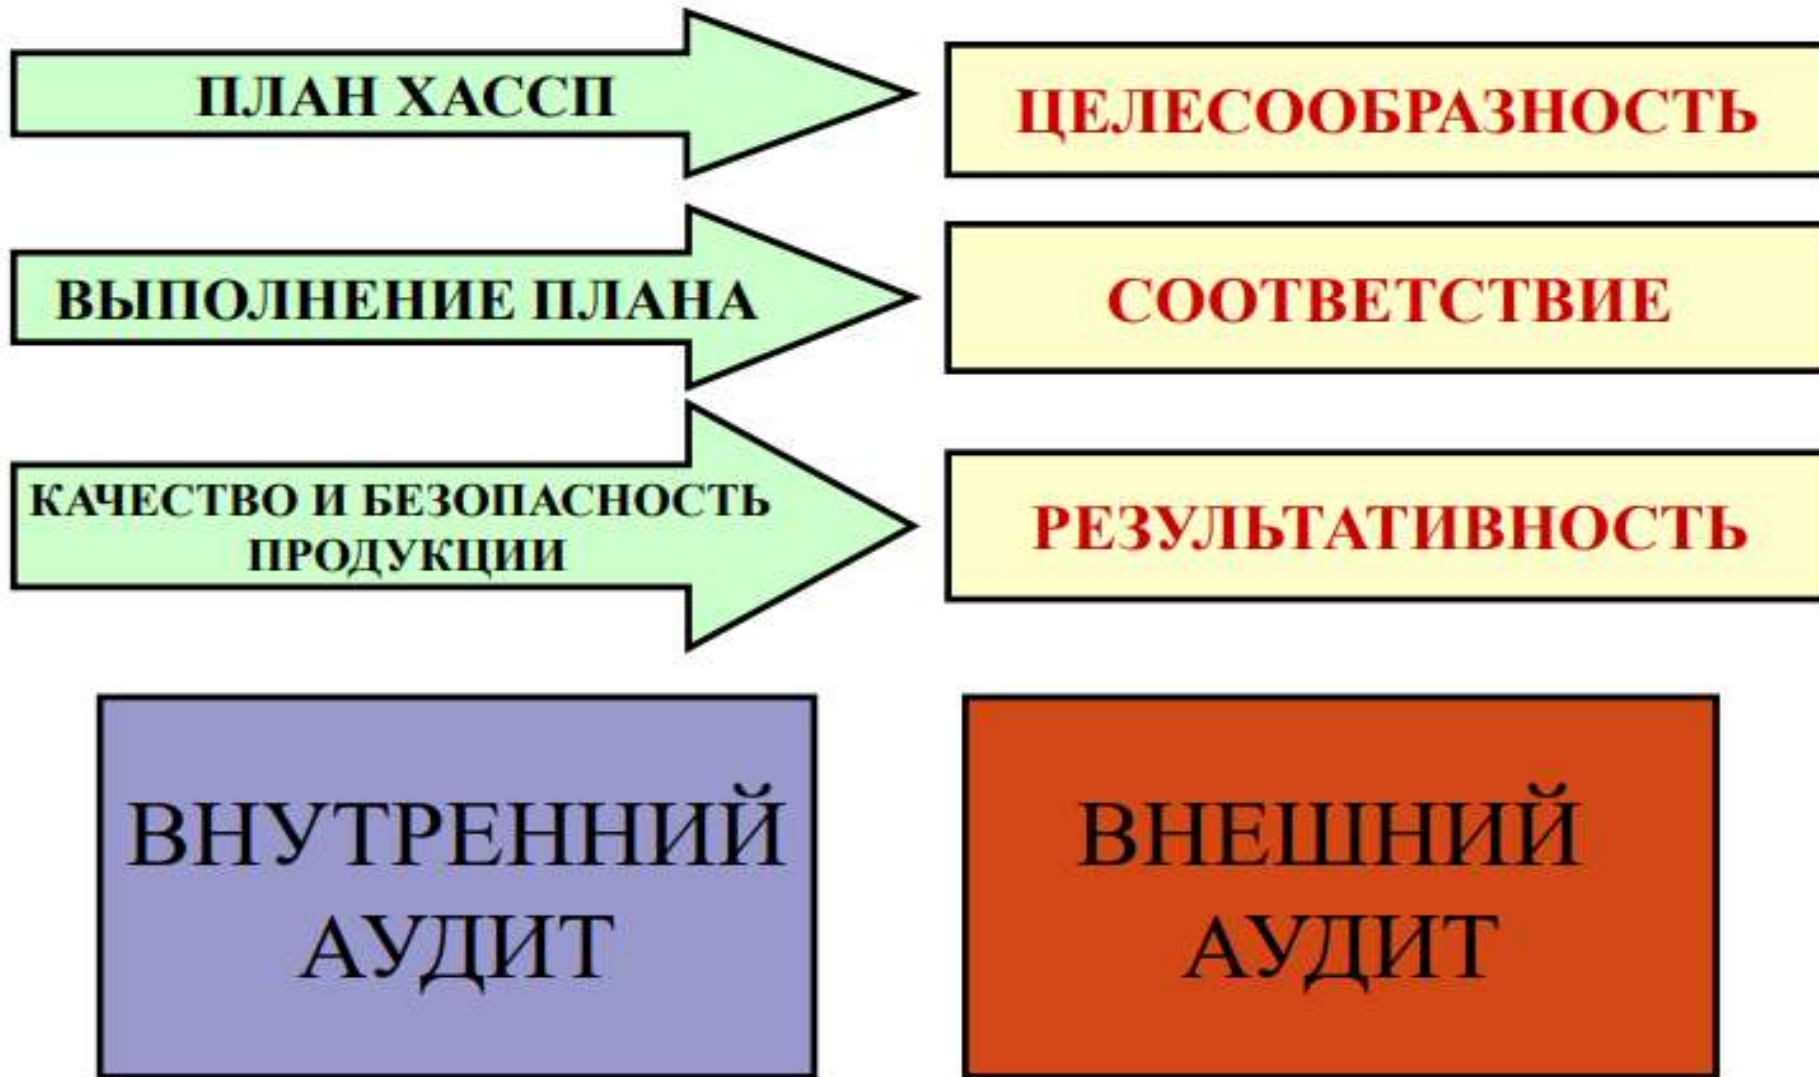 ПЛАН ХАССП
ЦЕЛЕСООБРАЗНОСТЬ
ВЫПОЛНЕНИЕ ПЛАНА
СООТВЕТСТВИЕ
КАЧЕСТВО И БЕЗОПАСНОСТЬ
ПРОДУКЦИИ
РЕЗУЛЬТАТИВНОСТЬ
ВНУТРЕННИЙ
АУДИТ
ВНЕШНИЙ
АУДИТ